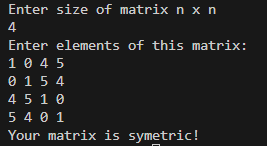 Enter size of matrix n x n
4
Enter elements of this matrix:
1 0 4 5
0 1 5 4
4 5 1 0
5 4 0 1
Your matrix is symetric!